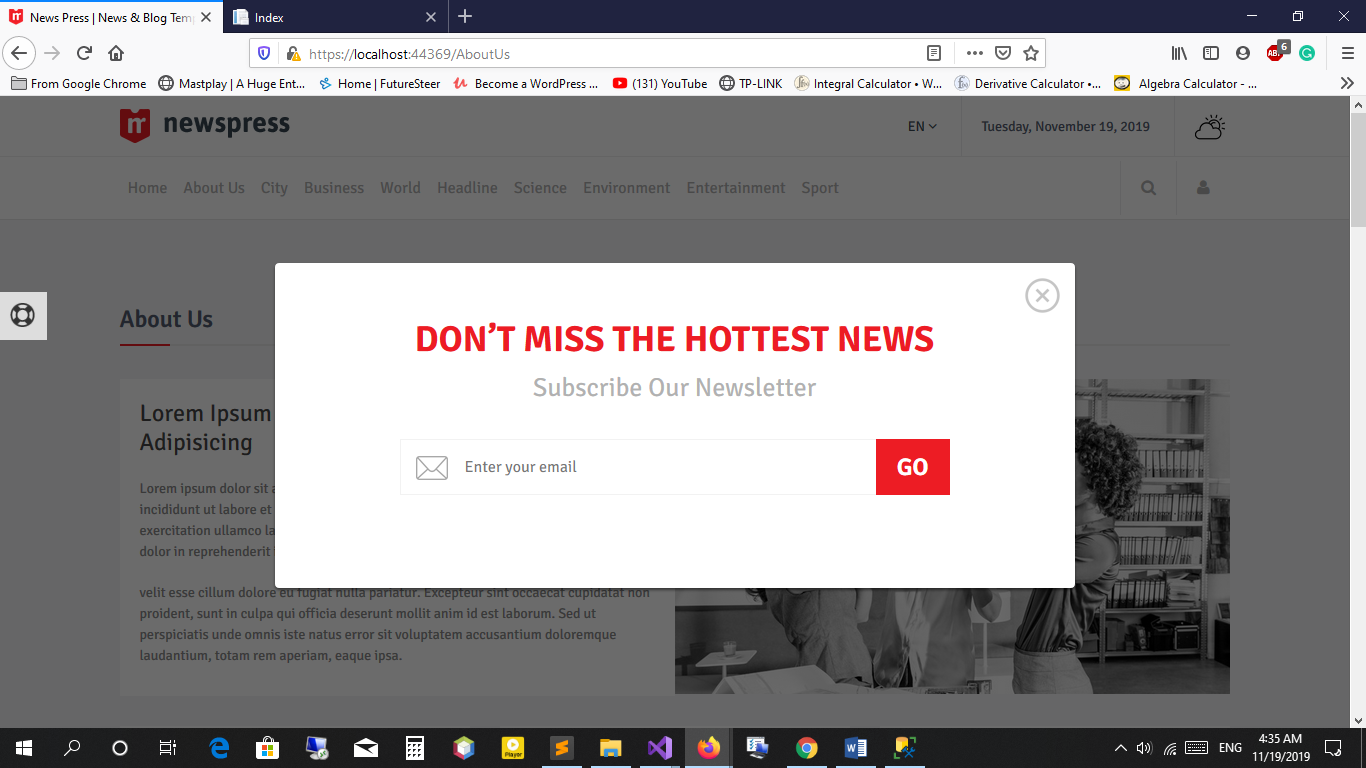 News Press | News & Blog Temp
Index
https://localhost:44369/AboutUs
6
From Google Chrome
Mastplay | A Huge Ent...
Home | FutureSteer
Become a WordPress ...
(131) YouTube
TP-LINK
Integral Calculator • W...
Derivative Calculator •...
Algebra Calculator - ...
newspress
EN
Tuesday, November 19, 2019
Home About Us City Business World Headline Science Environment Entertainment Sport
About Us
DON'T MISS THE HOTTEST NEWS
Subscribe Our Newsletter
Enter your email
GO
Lorem Ipsum
Adipisicing
Lorem ipsum dolor sit a
incididunt ut labore et
exercitation ullamco la
dolor in reprehenderit
velit esse cillum dolore eu fugiat nulla pariatur. Excepteur sint occaecat cupidatat non
proident, sunt in culpa qui officia deserunt mollit anim id est laborum. Sed ut
perspiciatis unde omnis iste natus error sit voluptatem accusantium doloremque
laudantium, totam rem aperiam, eaque ipsa.
Player
ENG
4:35 AM
11/19/2019